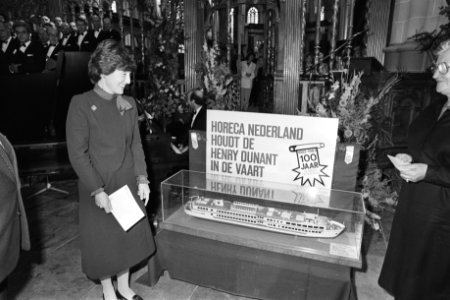 HORECA NEDERLAND
HOUDT DE
HENRY DUNANT
IN DE VAART
100
JAAR